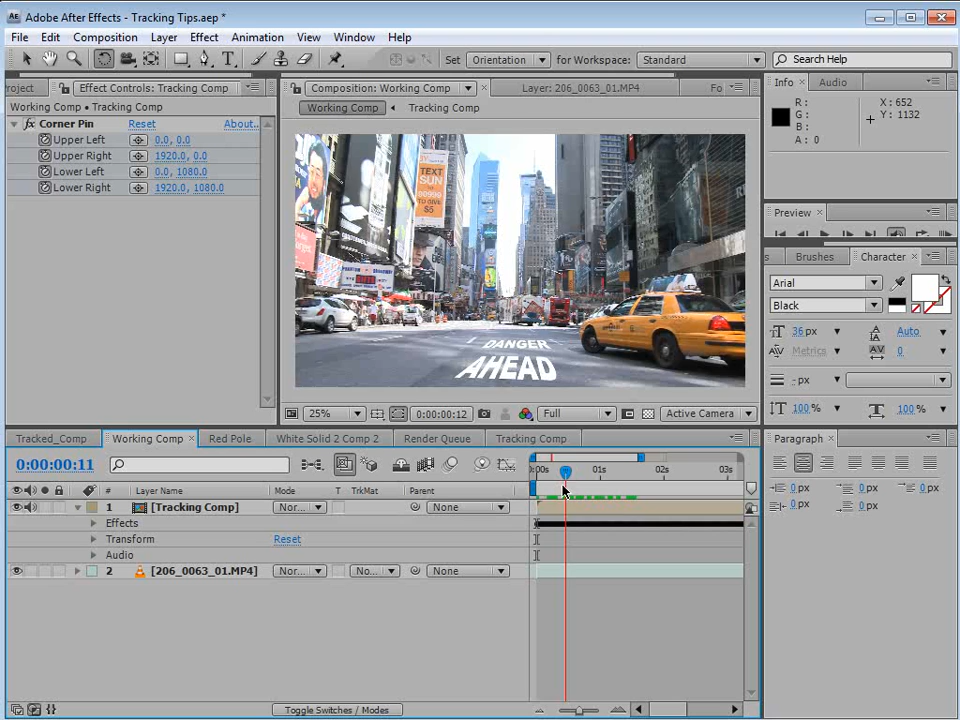 Adobe After Effects - Tracking Tips.aep *
File Edit Composition Layer Effect Animation View Window Help
Set Orientation for Workspace: Standard Search Help
roject Effect Controls: Tracking Comp
Composition: Working Comp Layer: 206_0063_01.MP4 Fo
Info Audio
Working Comp • Tracking Comp
Working Comp Tracking Comp
fx Corner Pin Reset About...
Upper Left 0.0, 0.0
Upper Right 1920.0, 0.0
Lower Left 0.0, 1080.0
Lower Right 1920.0, 1080.0
R :
G :
B :
A : 0
X : 652
Y : 1132
TEXT
SUN
TO
TO GIVE
$5
DANGER
AHEAD
Preview
s Brushes Character
Arial
Black
36 px Auto
Metrics 0
- px
100 % 100 %
25% 0:00:00:12 Full Active Camera
Tracked_Comp Working Comp Red Pole White Solid 2 Comp 2 Render Queue Tracking Comp
Paragraph
0 px 0 px 0 px
0 px 0 px
0:00:00:11
:00s 01s 02s 03s
# Layer Name Mode T TrkMat Parent
1 [Tracking Comp] Nor... None
Effects
Transform Reset
Audio
2 [206_0063_01.MP4] Nor... No... None
Toggle Switches / Modes